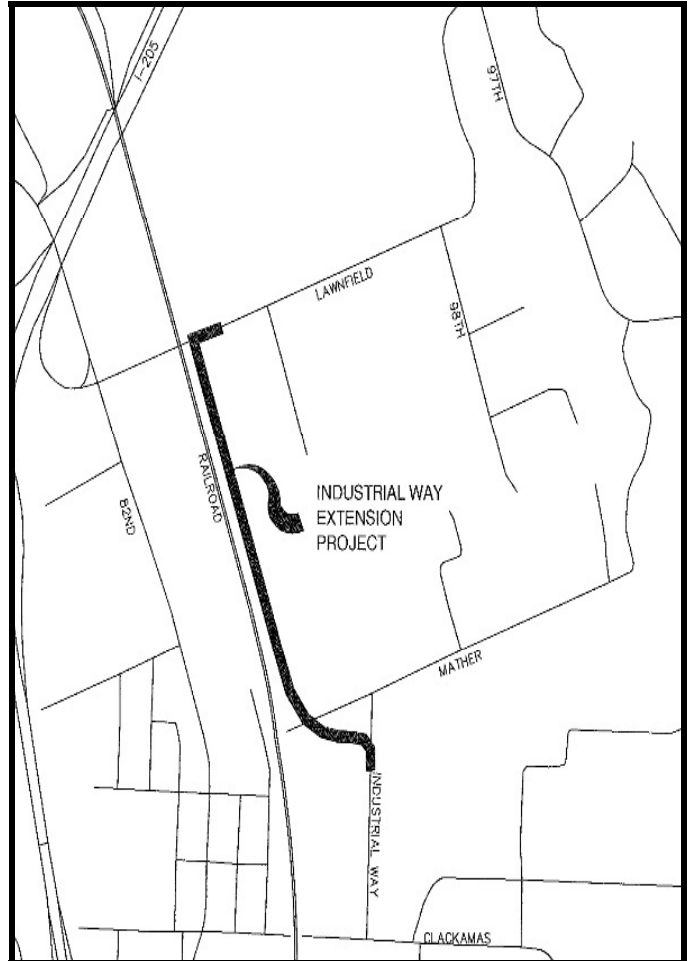 I-205
97TH
LAWNFIELD
98TH
RAILROAD
82ND
INDUSTRIAL WAY
EXTENSION
PROJECT
MATHER
INDUSTRIAL WAY
CLACKAMAS